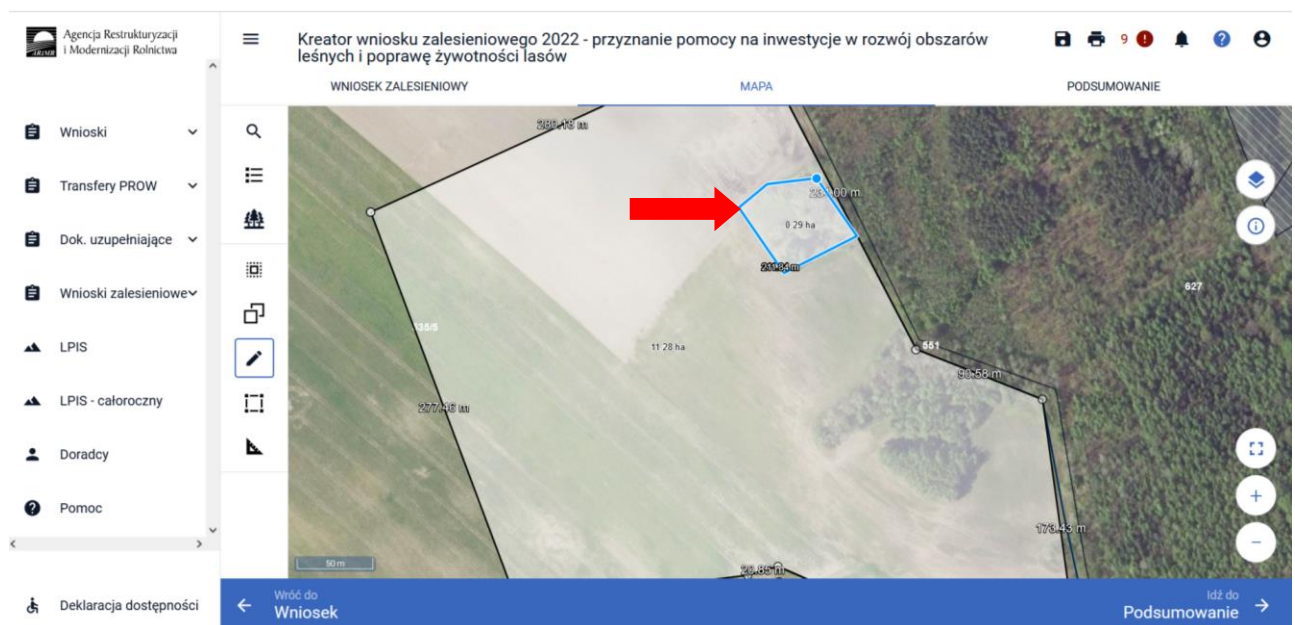 Agencja Restrukturyzacji
i Modernizacji Rolnictwa
ARiMR
Kreator wniosku zalesieniowego 2022 - przyznanie pomocy na inwestycje w rozwój obszarów
leśnych i poprawę żywotności lasów
9
WNIOSEK ZALESIENIOWY
MAPA
PODSUMOWANIE
Wnioski
Transfery PROW
Dok. uzupełniające
Wnioski zalesieniowe
LPIS
LPIS - całoroczny
Doradcy
Pomoc
Deklaracja dostępności
0.29 ha
627
11.28 ha
551
90.58 m
277.46 m
173.43 m
50 m
20.85 m
Wróć do
Wniosek
Idź do
Podsumowanie